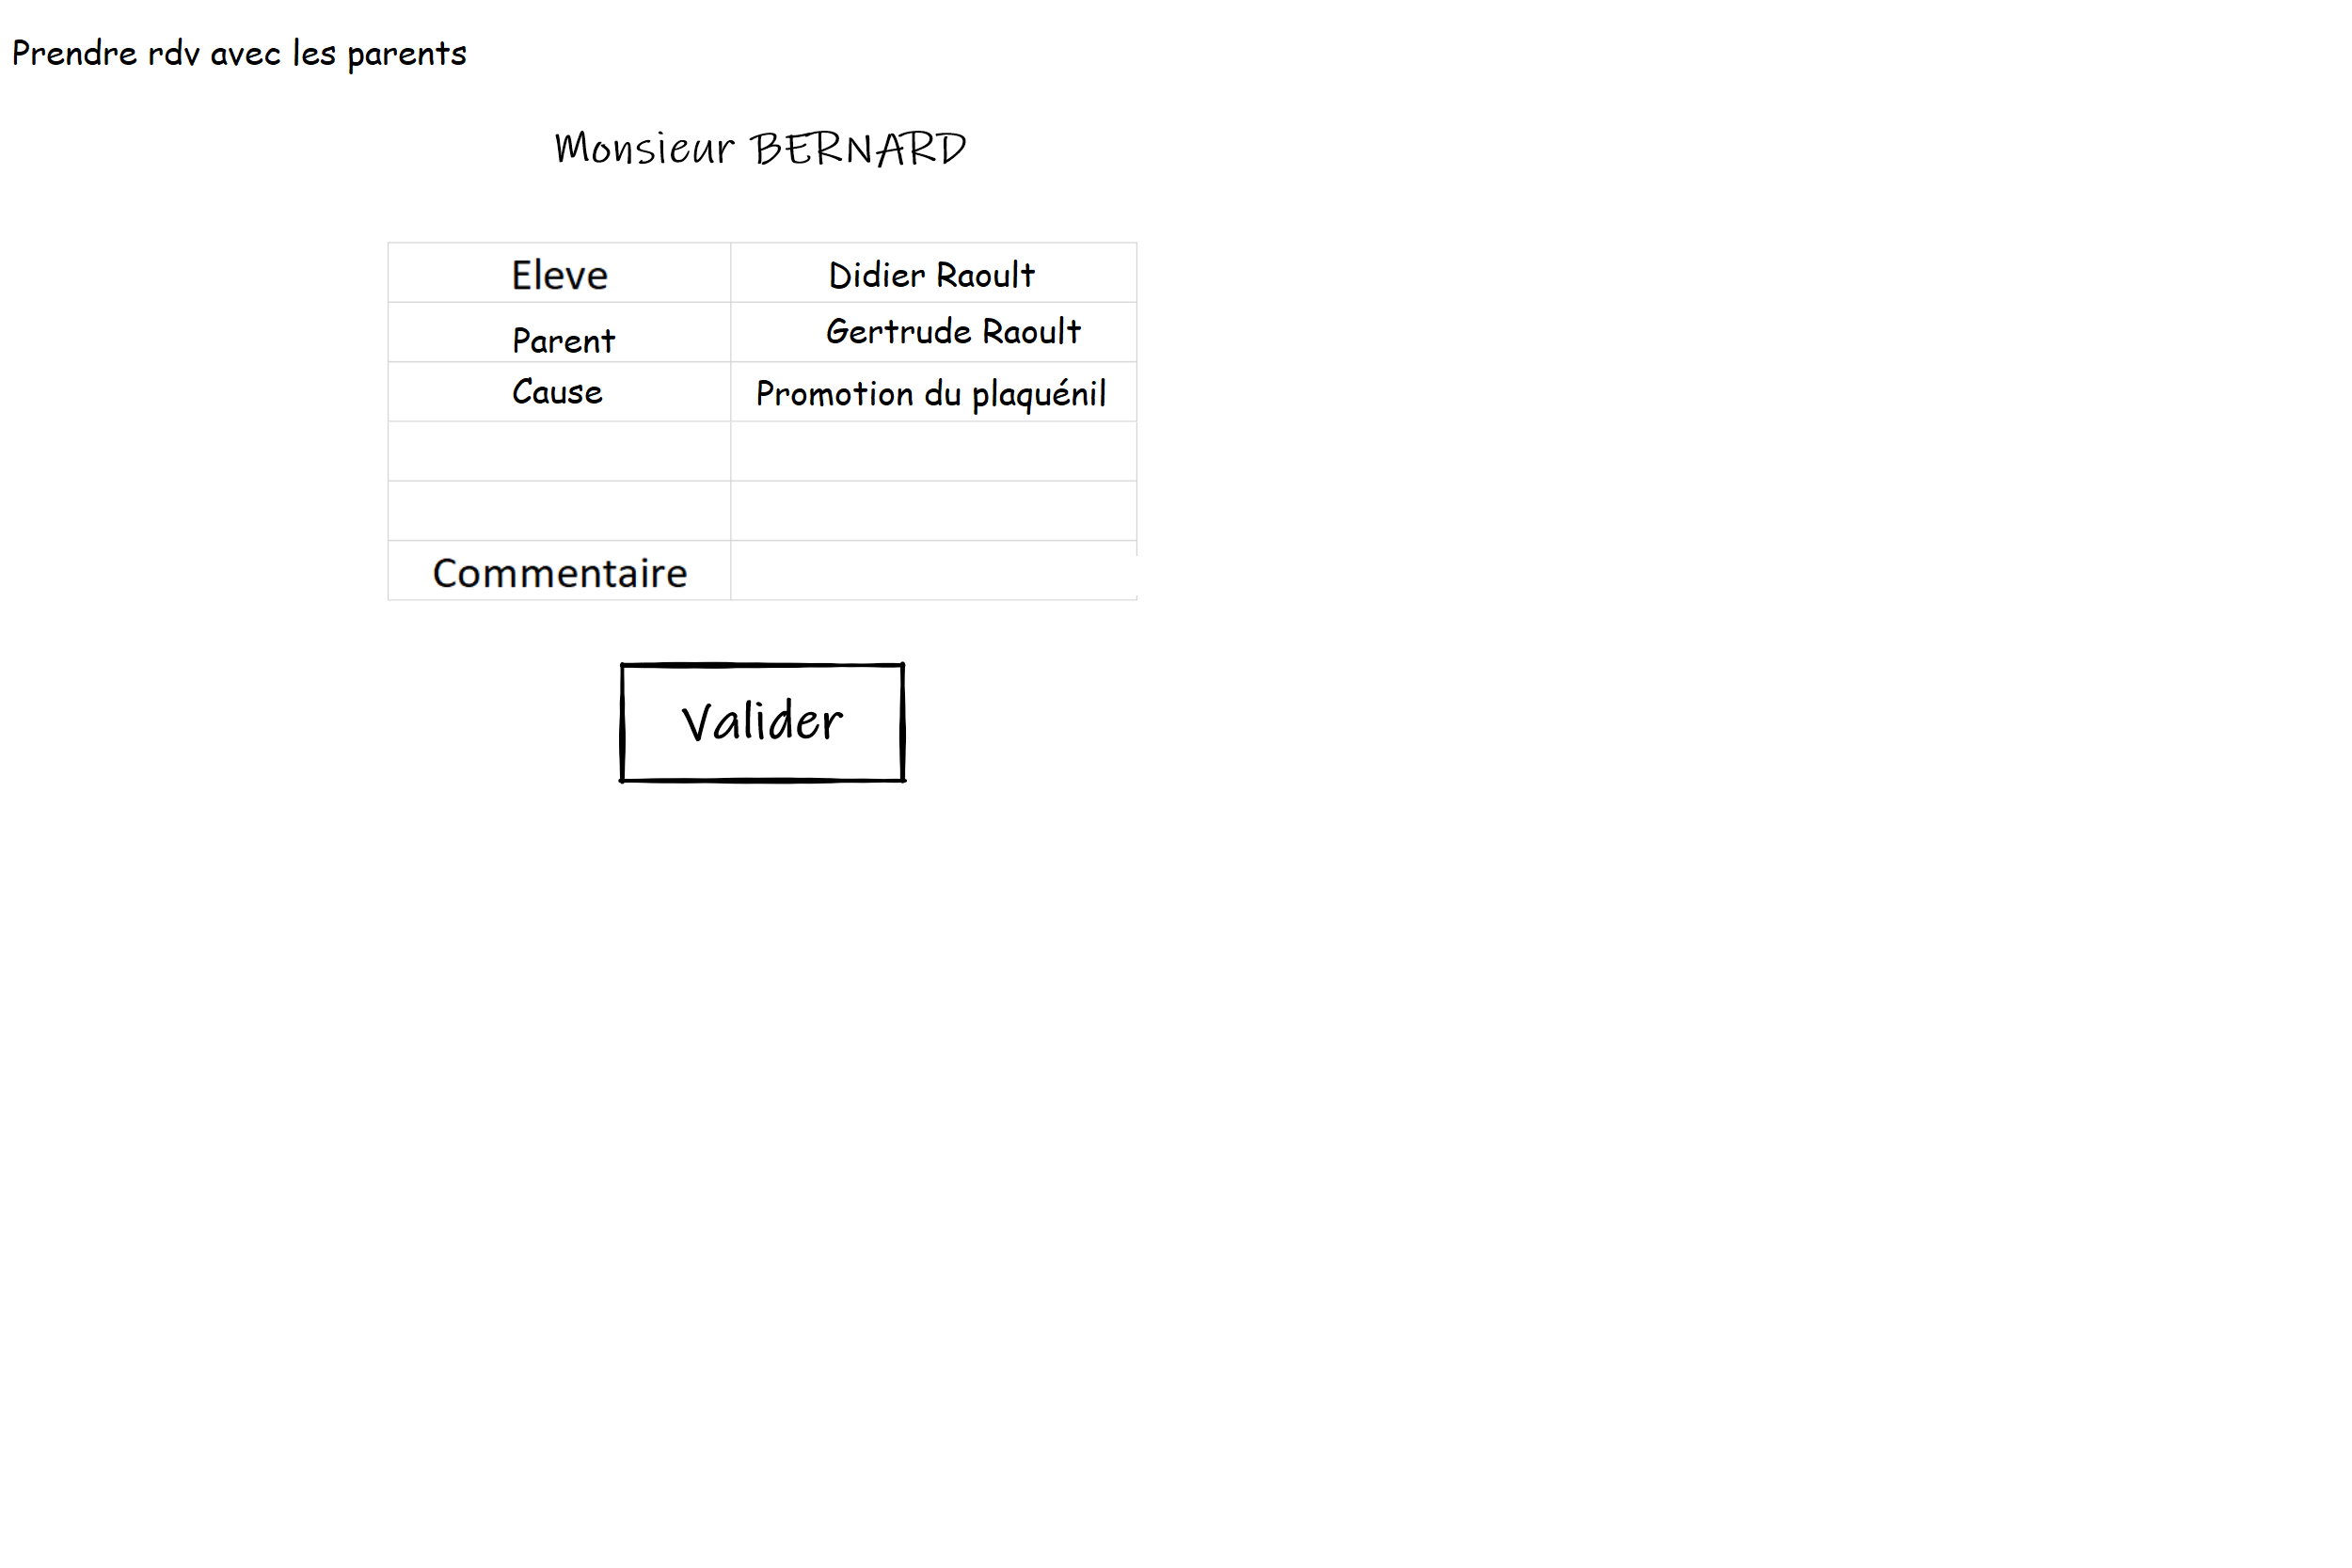 Prendre rdv avec les parents
Monsieur BERNARD
Eleve Didier Raoult
Parent Gertrude Raoult
Cause Promotion du plaquénil
Commentaire
Valider